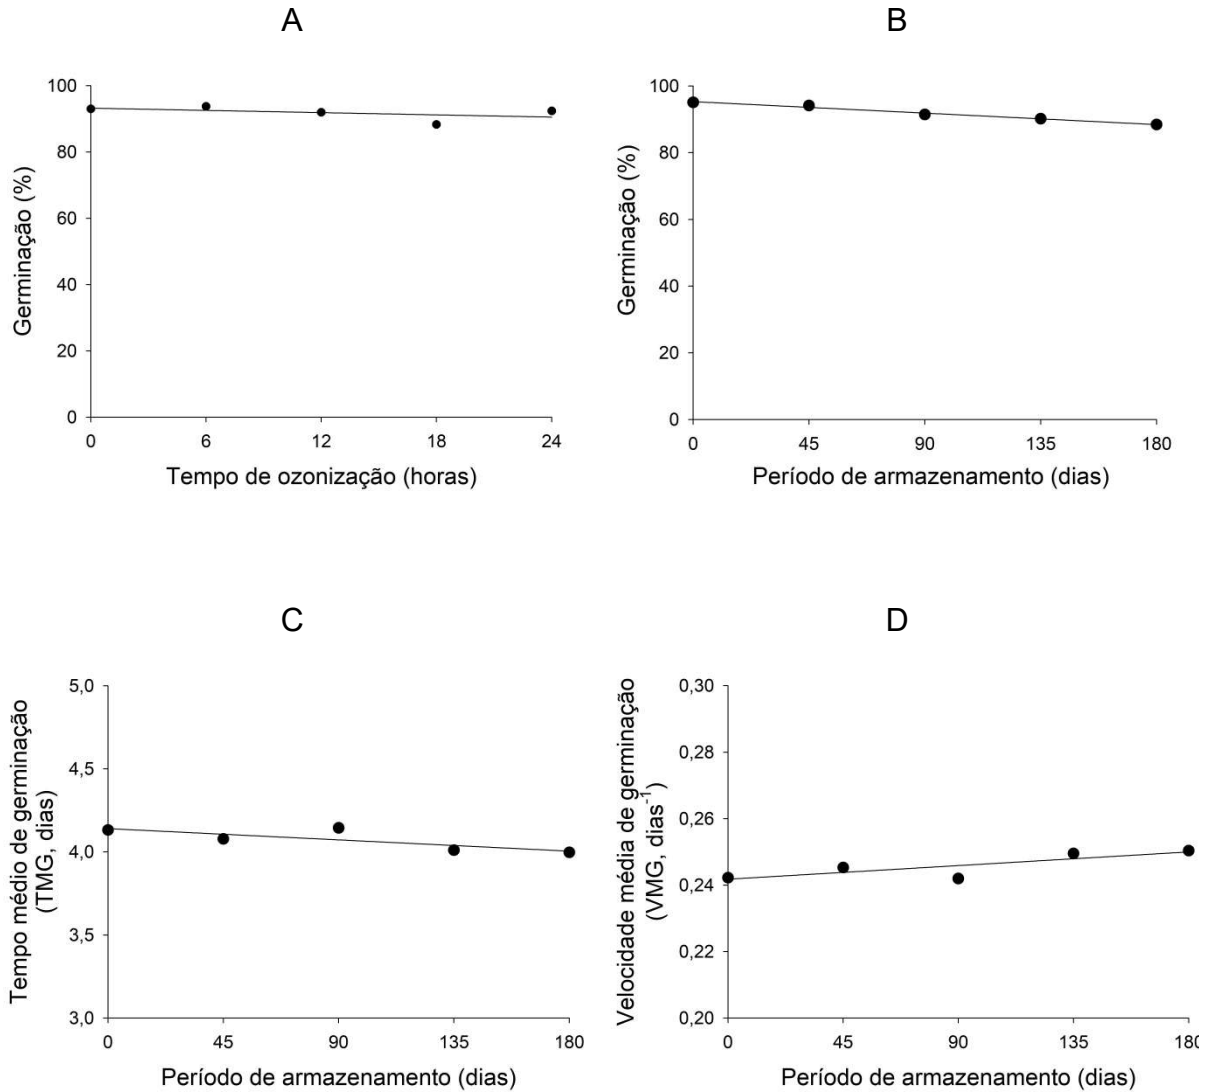 A
100
80
60
40
20
0
Germinação (%)
0 6 12 18 24
Tempo de ozonização (horas)
B
100
80
60
40
20
0
Germinação (%)
0 45 90 135 180
Período de armazenamento (dias)
C
5,0
4,5
4,0
3,5
3,0
Tempo médio de germinação
(TMG, dias)
0 45 90 135 180
Período de armazenamento (dias)
D
0,30
0,28
0,26
0,24
0,22
0,20
Velocidade média de germinação
(VMG, dias⁻¹)
0 45 90 135 180
Período de armazenamento (dias)